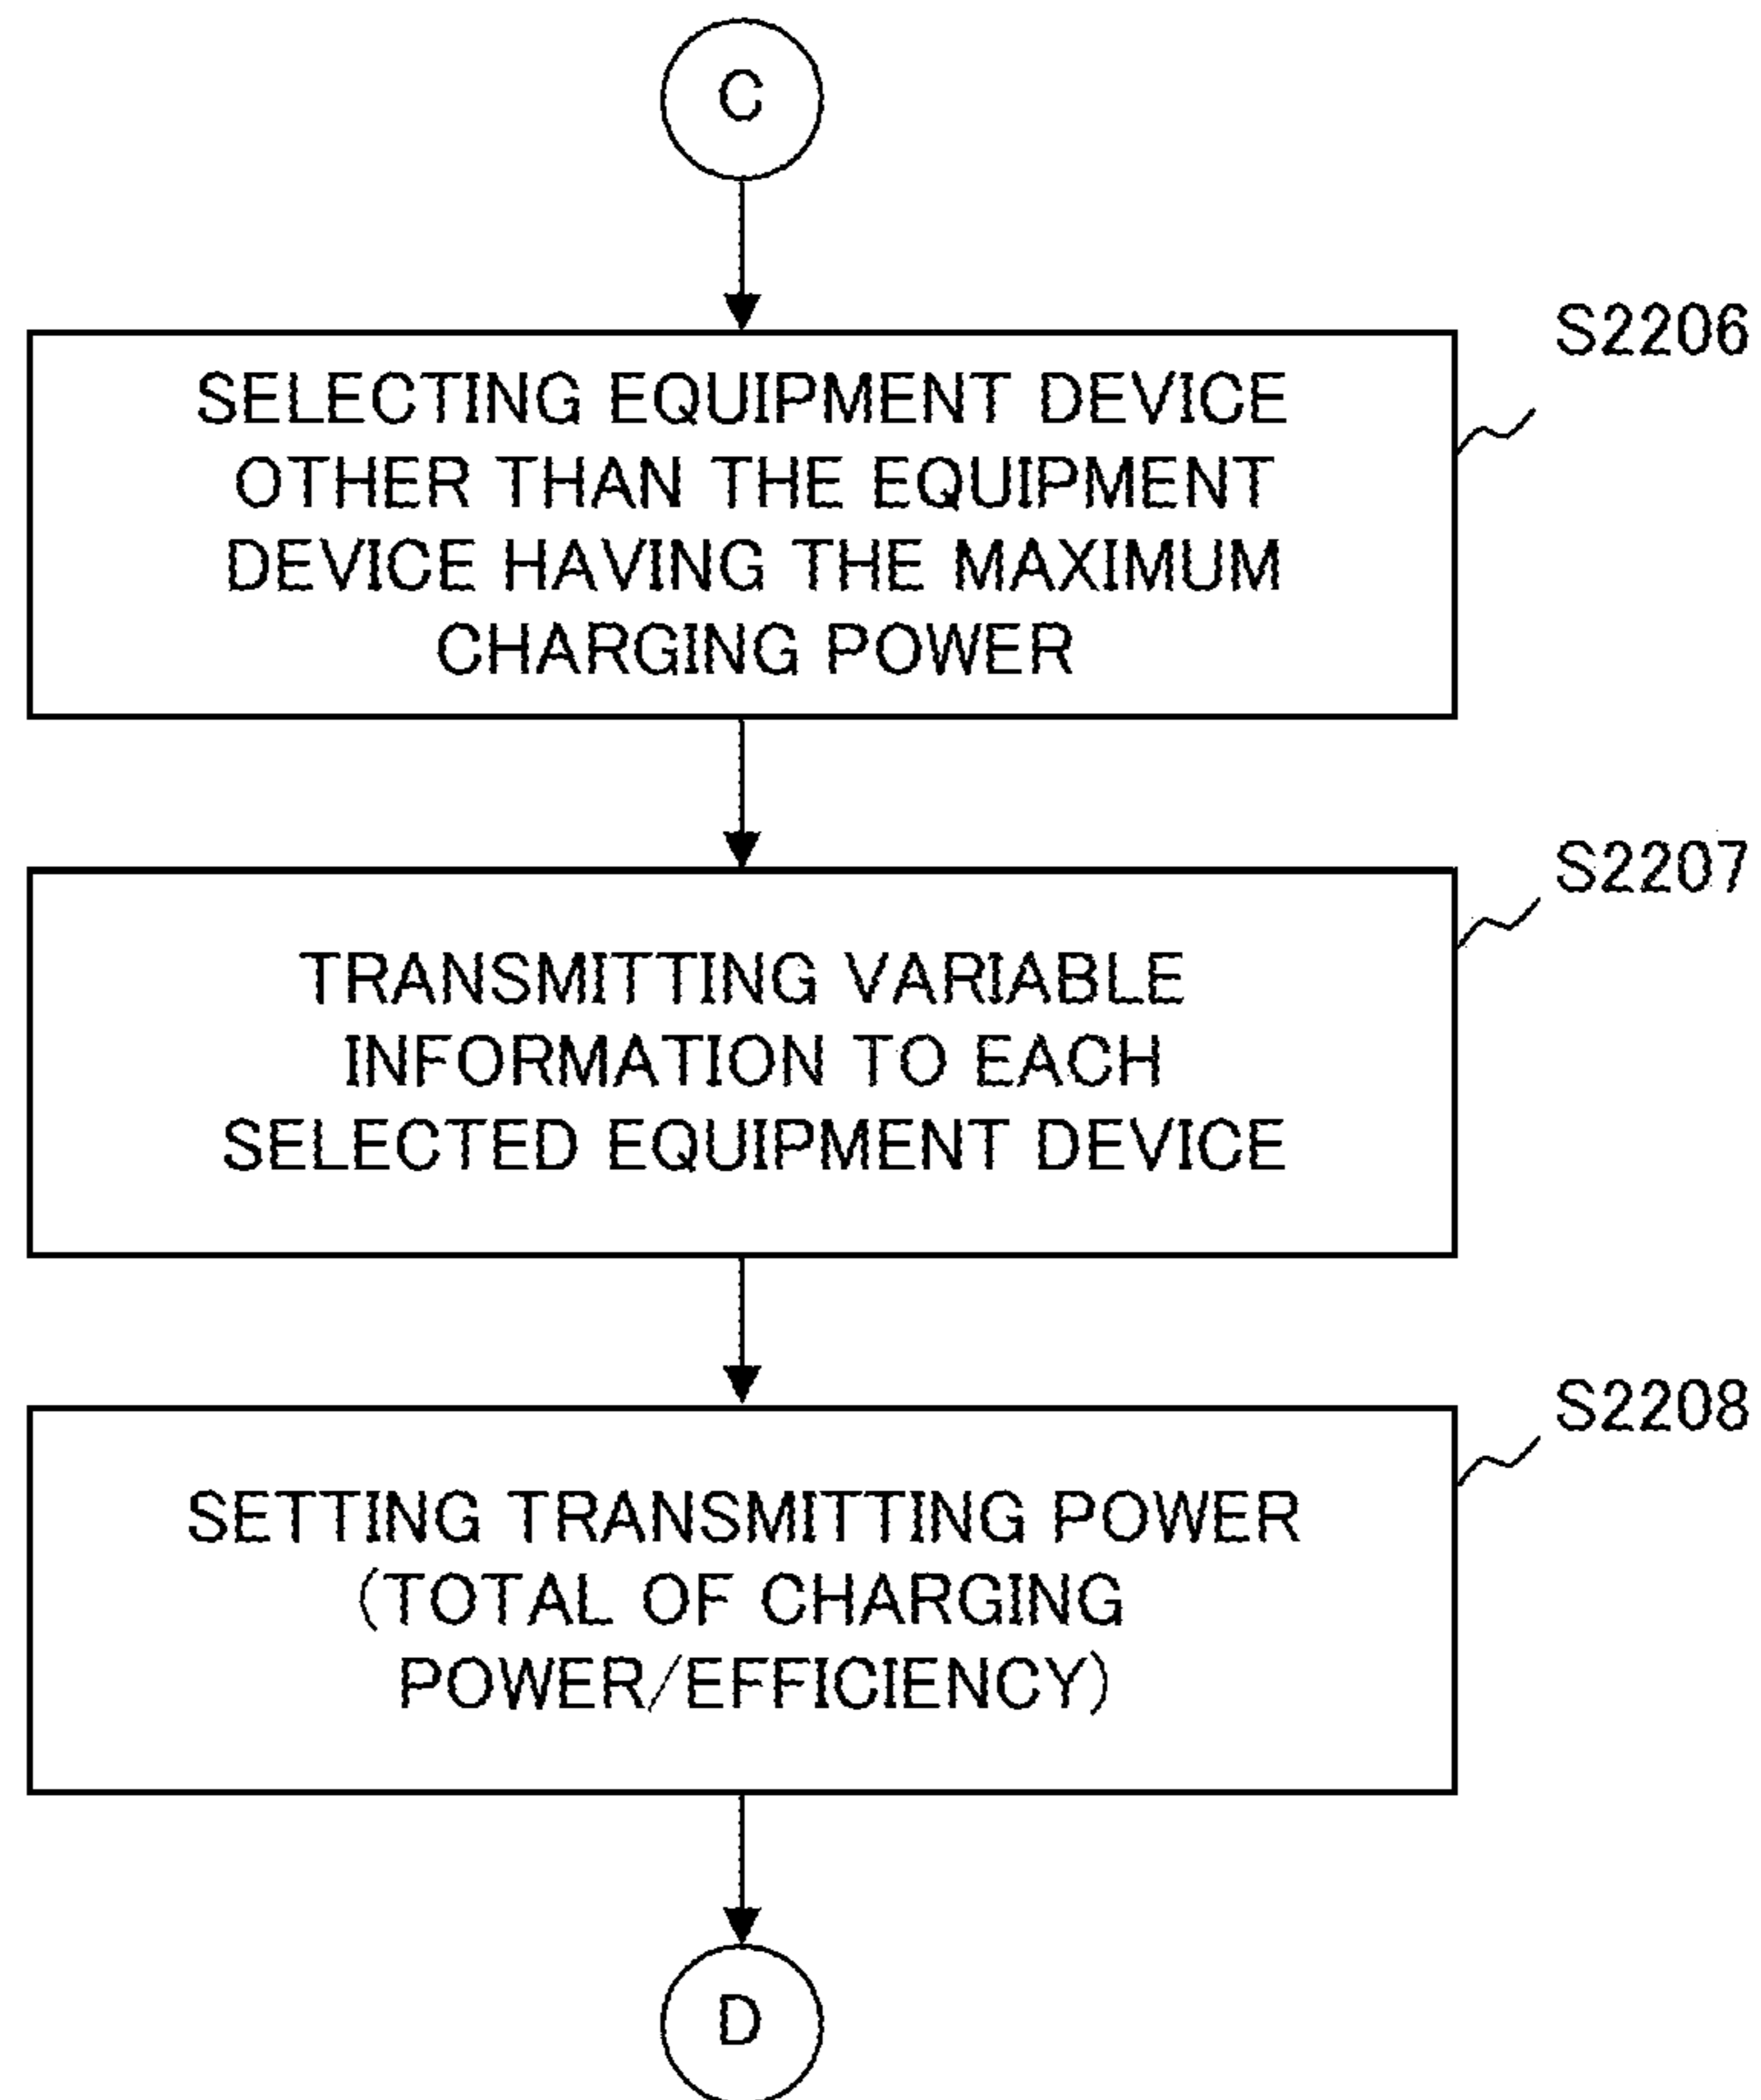 C
S2206
SELECTING EQUIPMENT DEVICE
OTHER THAN THE EQUIPMENT
DEVICE HAVING THE MAXIMUM
CHARGING POWER
S2207
TRANSMITTING VARIABLE
INFORMATION TO EACH
SELECTED EQUIPMENT DEVICE
S2208
SETTING TRANSMITTING POWER
(TOTAL OF CHARGING
POWER/EFFICIENCY)
D